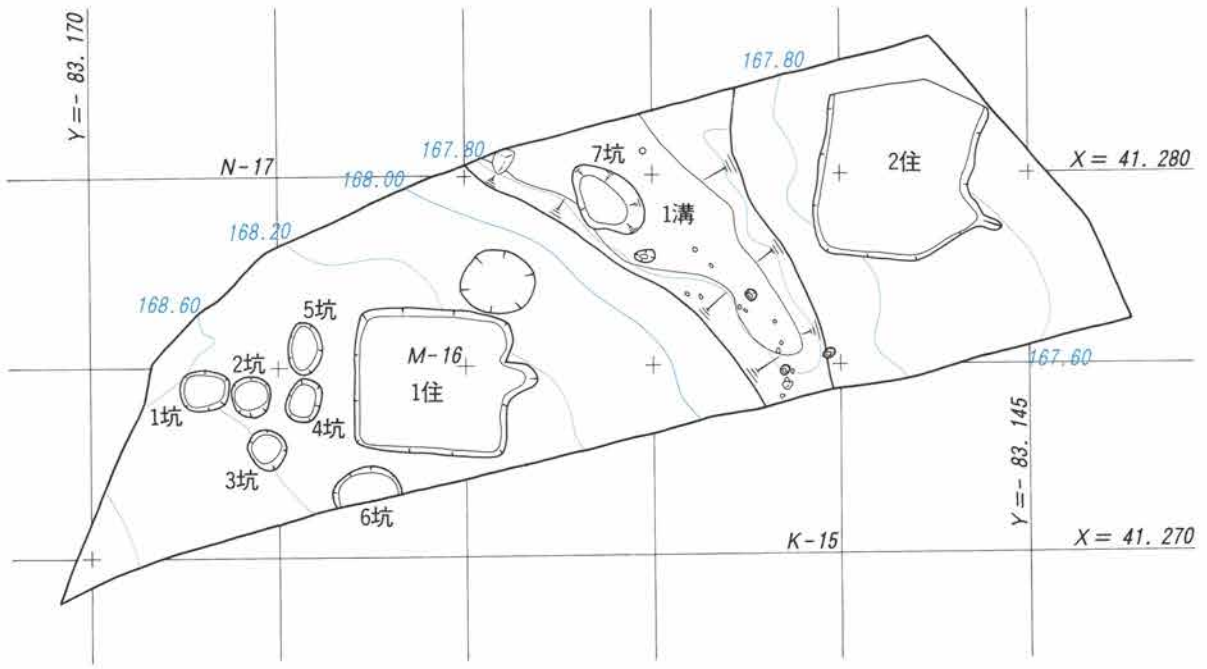 Y=- 83. 170
167.80
N-17
167.80
7坑
2住
X= 41. 280
168.00
1溝
168.20
168.60
5坑
M-16
167.60
2坑
1住
1坑
4坑
3坑
6坑
Y=- 83. 145
K-15
X= 41. 270